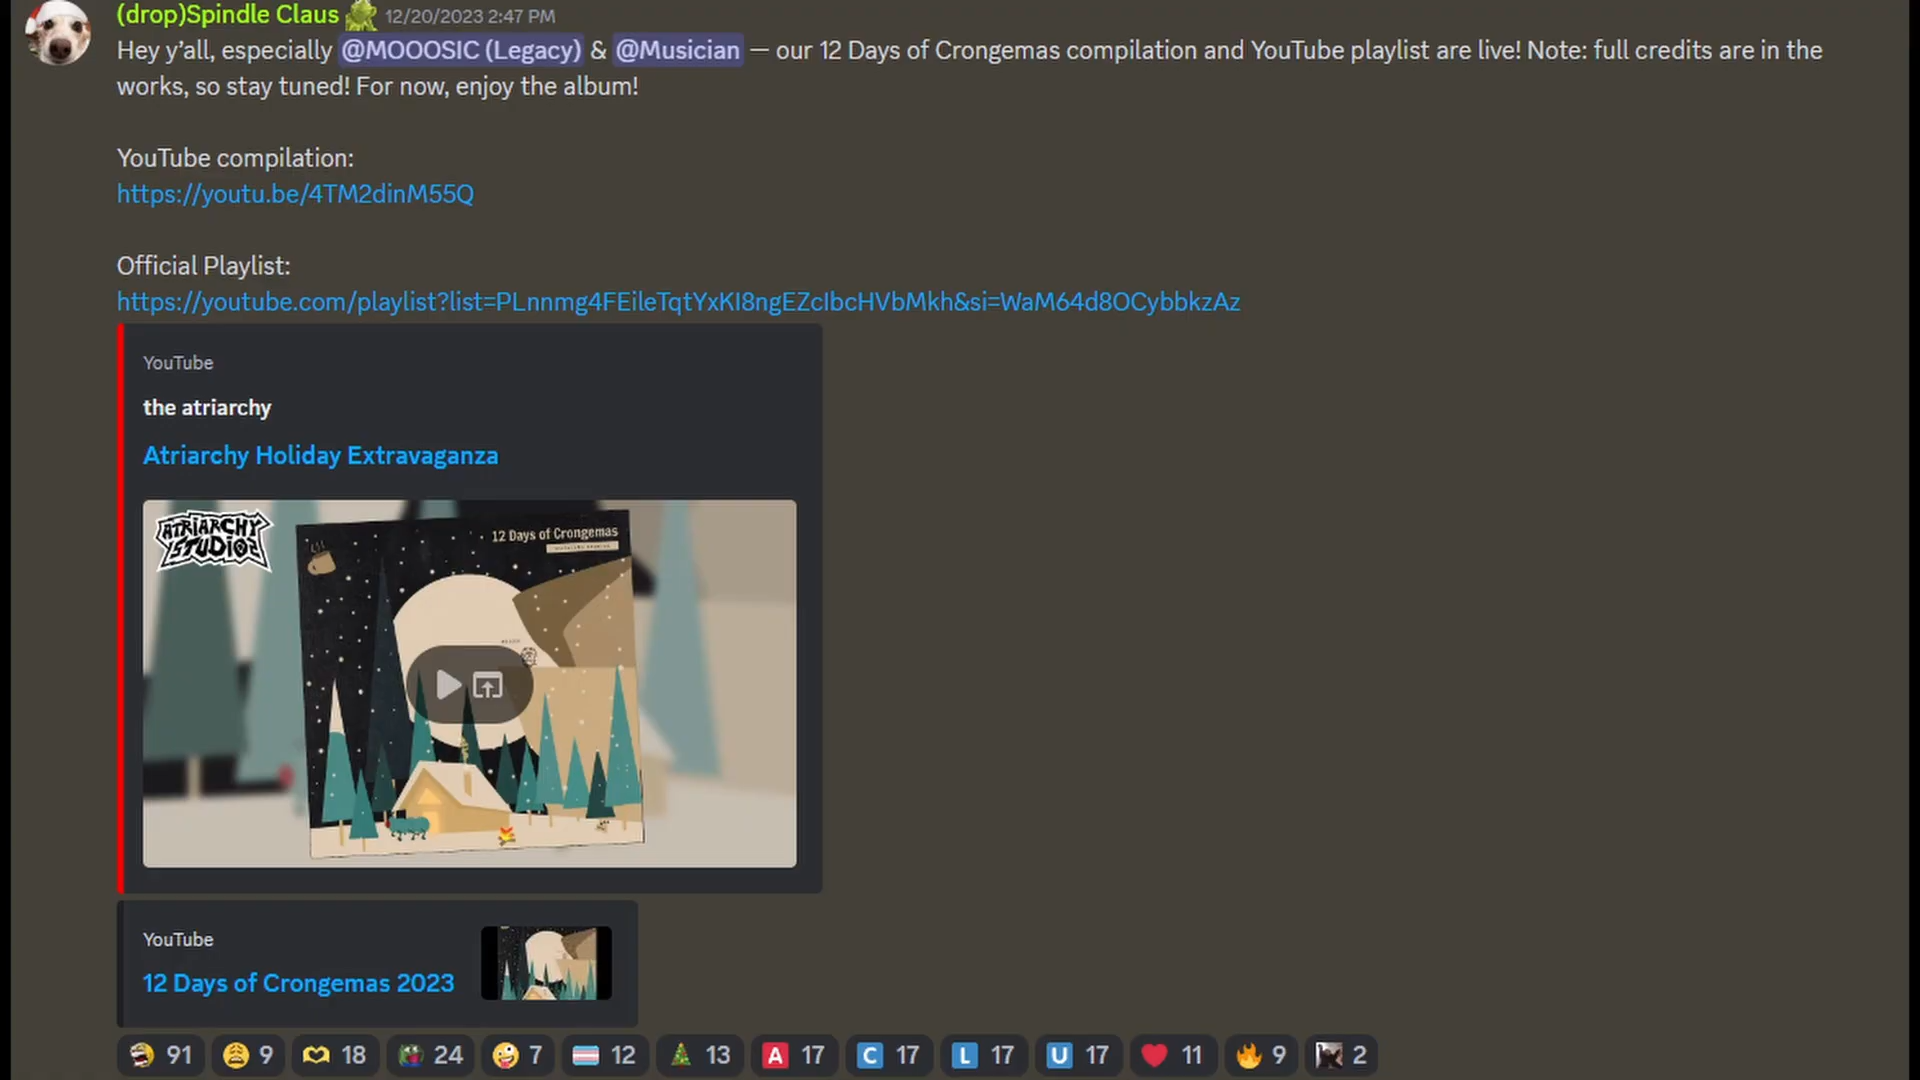 (drop)Spindle Claus 12/20/2023 2:47 PM
Hey y’all, especially @MOOOSIC (Legacy) & @Musician — our 12 Days of Crongemas compilation and YouTube playlist are live! Note: full credits are in the
works, so stay tuned! For now, enjoy the album!
YouTube compilation:
https://youtu.be/4TM2dinM55Q
Official Playlist:
https://youtube.com/playlist?list=PLnnmg4FEileTqtYxKI8ngEZcIbcHVbMkh&si=WaM64d8OCybbkzAz
YouTube
the atriarchy
Atriarchy Holiday Extravaganza
ATRIARCHY
STUDIOS
12 Days of Crongemas
YouTube
12 Days of Crongemas 2023
91 9 18 24 7 12 13 A 17 C 17 L 17 U 17 11 9 2